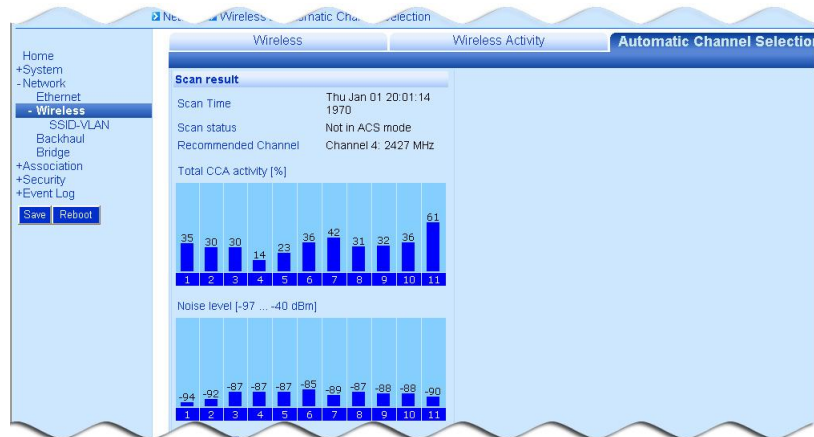 Wireless
Selection
Wireless
Wireless Activity
Automatic Channel
Home
+System
-Network
Ethernet
- Wireless
SSID-VLAN
Backhaul
Bridge
+Association
+Security
+Event Log
Save Reboot
Scan result
Scan Time Thu Jan 01 20:01:14
1970
Scan status Not in ACS mode
Recommended Channel Channel 4: 2427 MHz
Total CCA activity [%]
35 30 30 14 23 36 42 31 32 36 61
1 2 3 4 5 6 7 8 9 10 11
Noise level [-97 ... -40 dBm]
-94 -92 -87 -87 -87 -85 -89 -87 -88 -88 -90
1 2 3 4 5 6 7 8 9 10 11